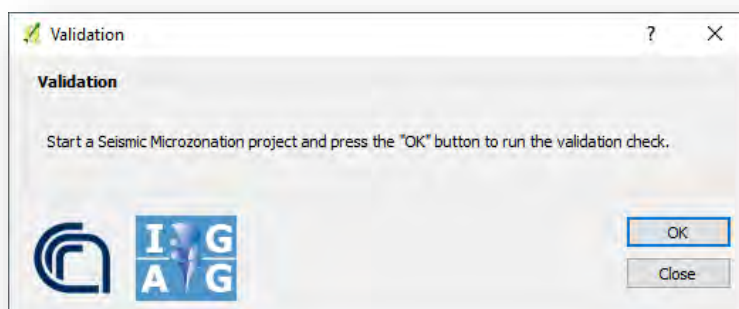 Validation
?
Validation
Start a Seismic Microzonation project and press the "OK" button to run the validation check.
I G
A G
OK
Close